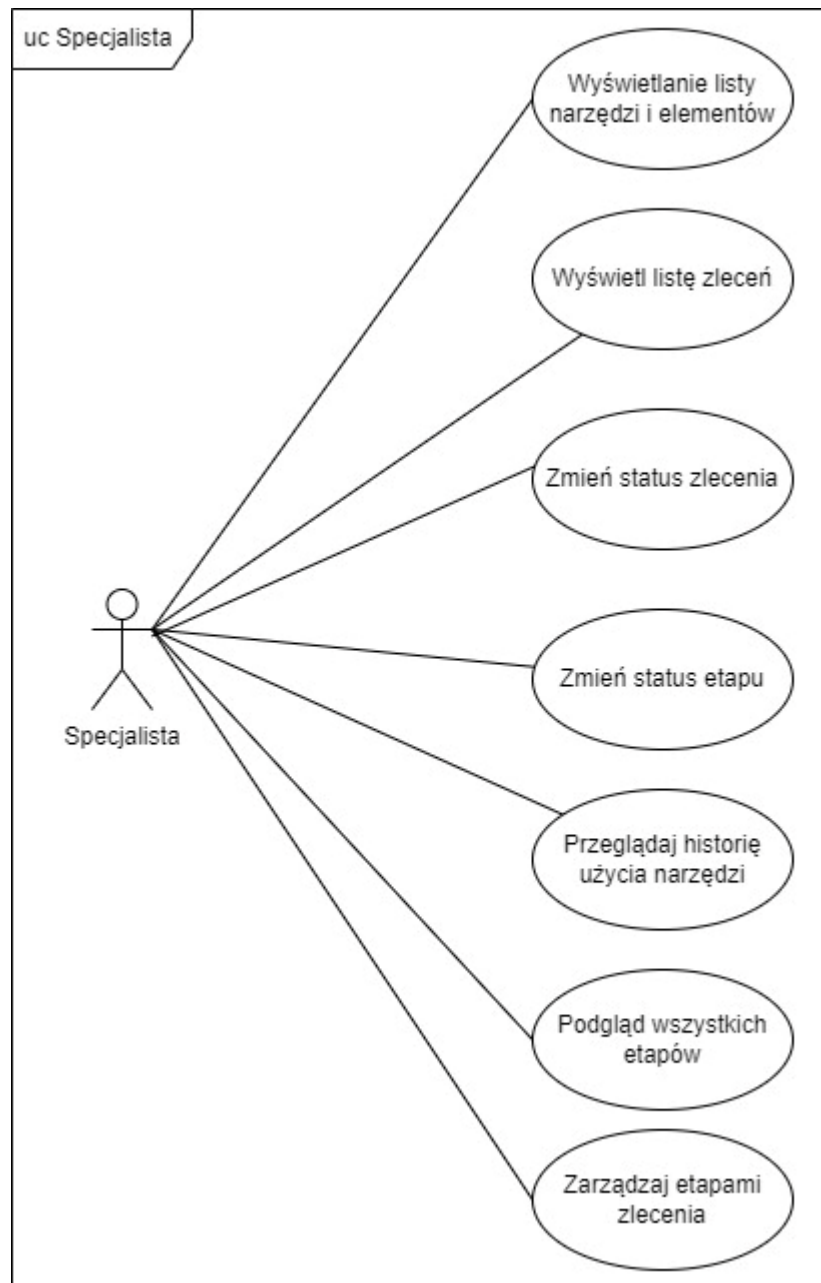 uc Specjalista
Wyświetlanie listy
narzędzi i elementów
Wyświetl listę zleceń
Zmień status zlecenia
Zmień status etapu
Specjalista
Przeglądaj historię
użycia narzędzi
Podgląd wszystkich
etapów
Zarządzaj etapami
zlecenia